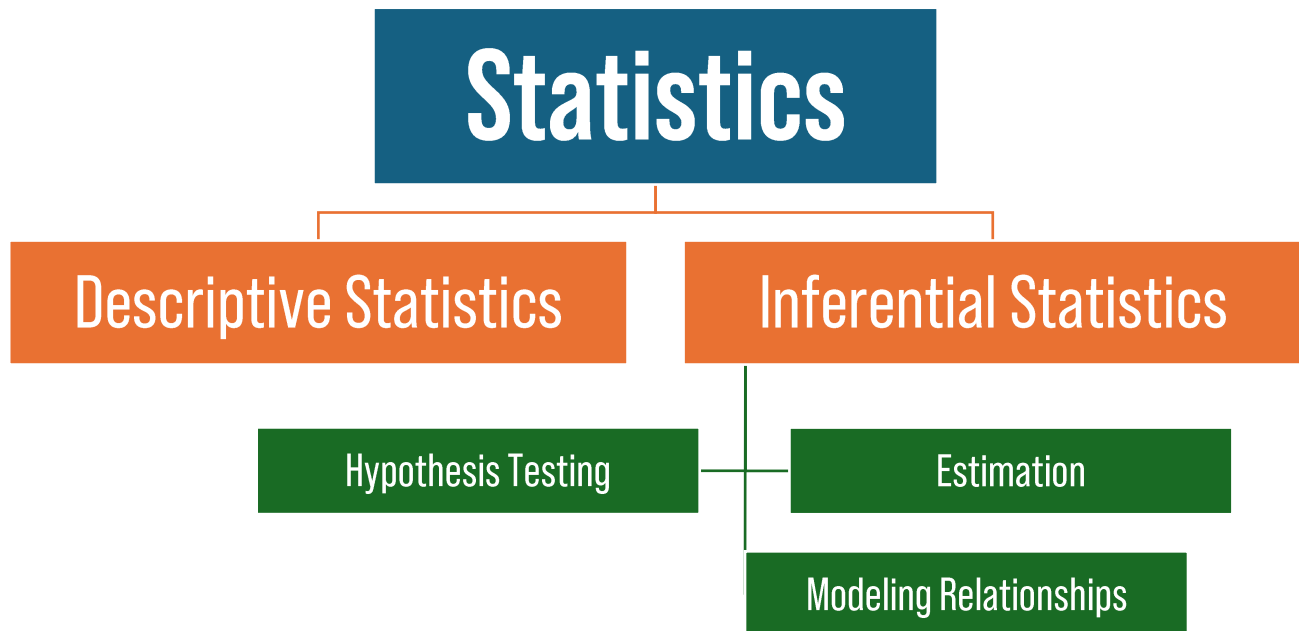 Statistics
Descriptive Statistics
Inferential Statistics
Hypothesis Testing
Estimation
Modeling Relationships